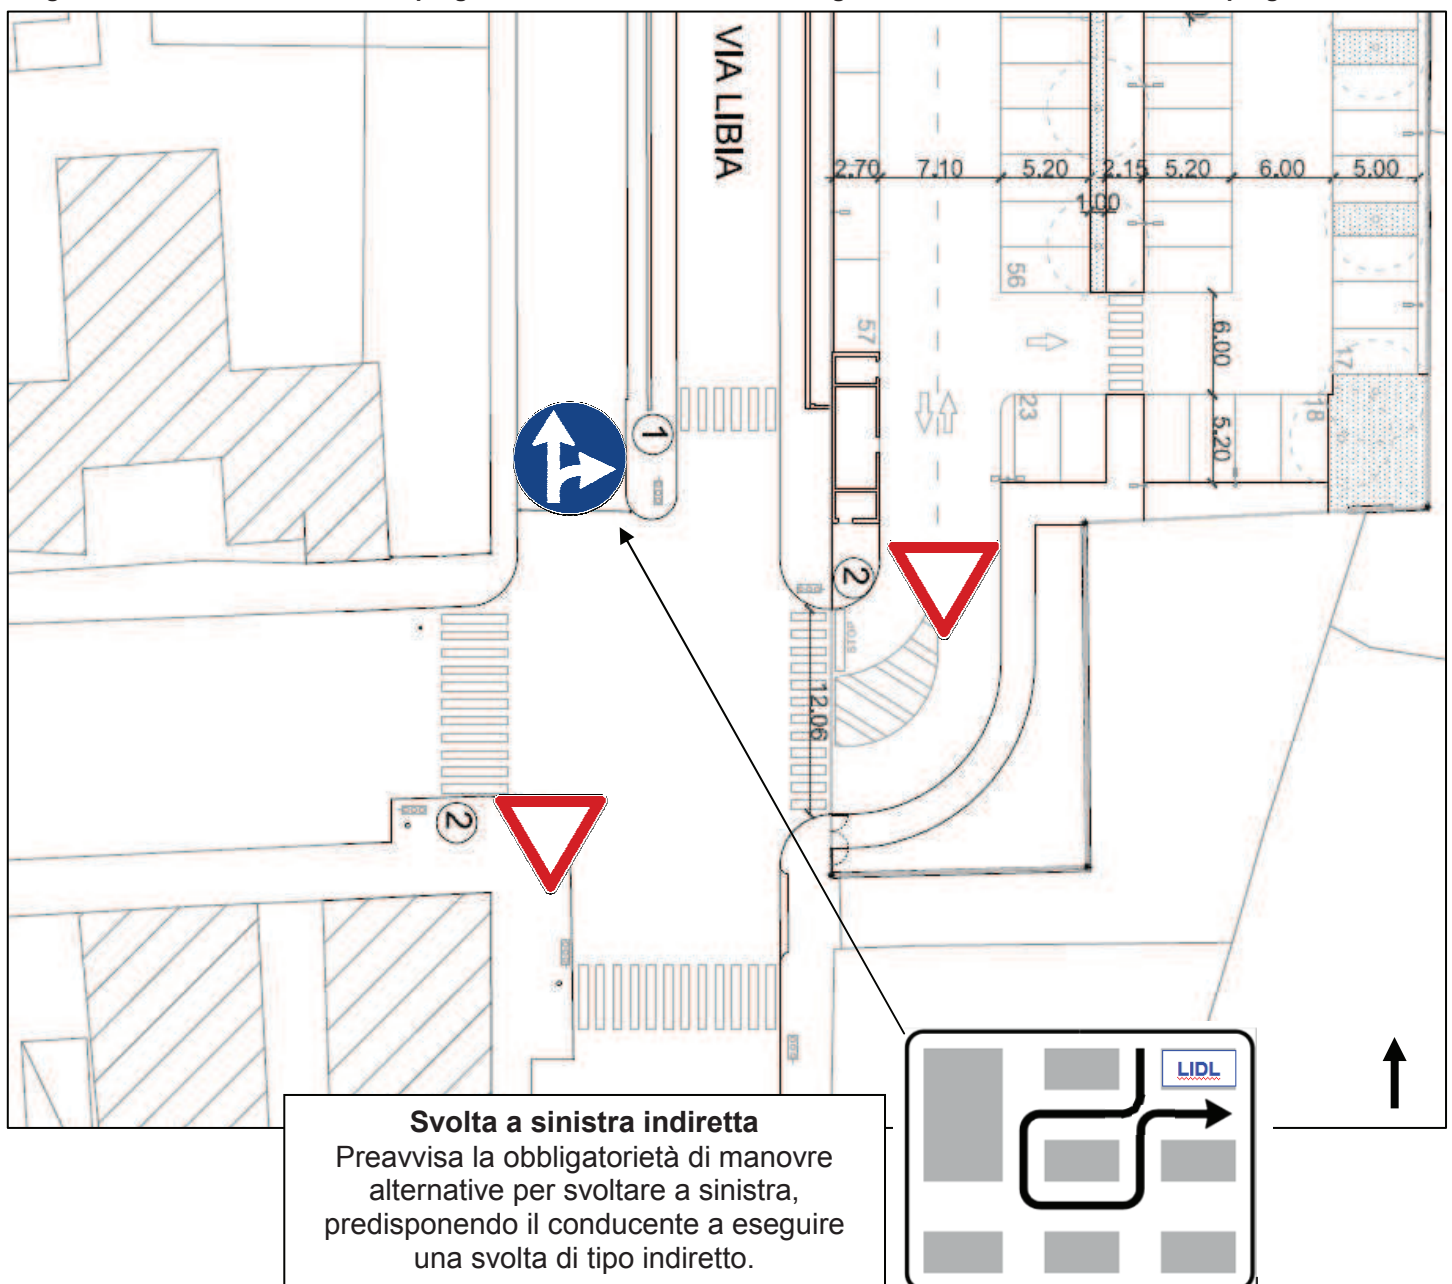 VIA LIBIA
2.70
7.10
5.20
2.15
5.20
6.00
5.00
1.00
56
57
6.00
17
23
18
5.20
1
2
STOP
12.06
2
LIDL
Svolta a sinistra indiretta
Preavvisa la obbligatorietà di manovre
alternative per svoltare a sinistra,
predisponendo il conducente a eseguire
una svolta di tipo indiretto.